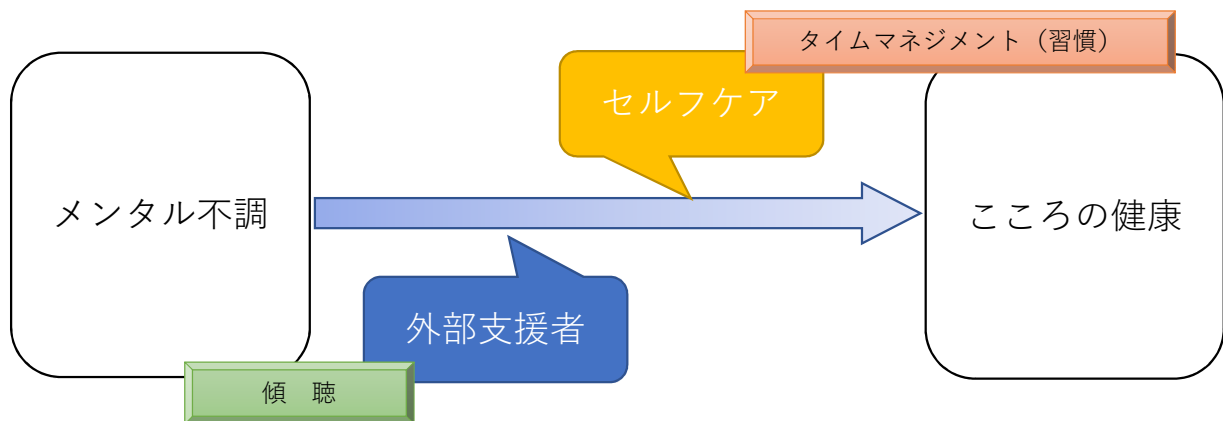 タイムマネジメント（習慣）
セルフケア
メンタル不調
こころの健康
外部支援者
傾　聴